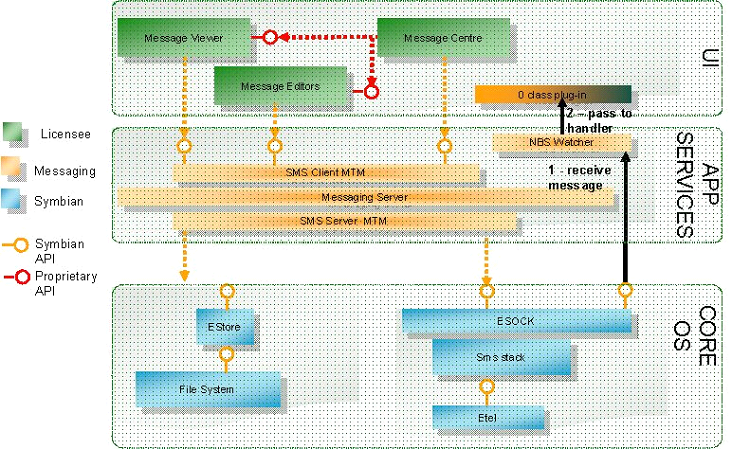 Message Viewer
Message Centre
Message Editors
0 class plug-in
UI
2 – pass to
handler
NBS Watcher
1 - receive
message
SMS Client MTM
Messaging Server
SMS Server MTM
APP
SERVICES
Licensee
Messaging
Symbian
Symbian
API
Proprietary
API
EStore
File System
ESOCK
Sms stack
Etel
CORE
OS